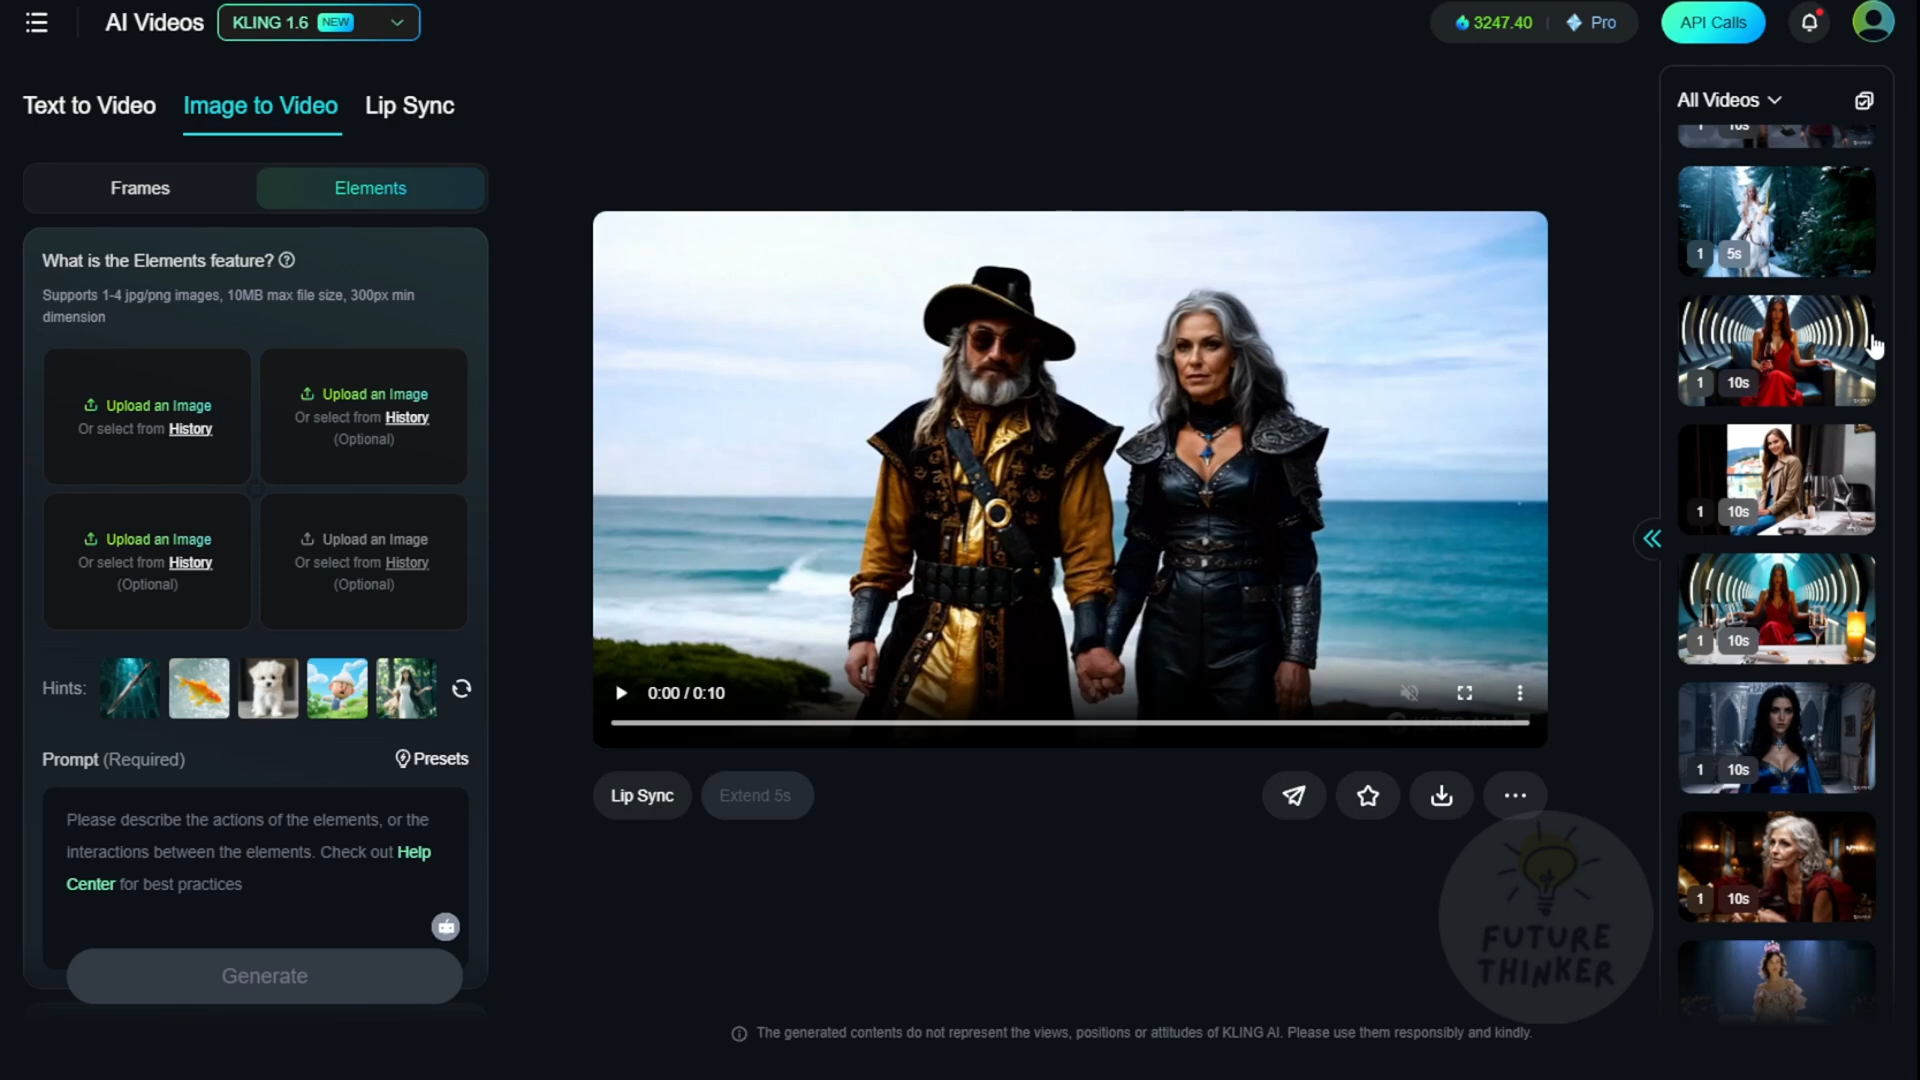 AI Videos
KLING 1.6 NEW
3247.40
Pro
API Calls
Text to Video
Image to Video
Lip Sync
Frames
Elements
What is the Elements feature?
Supports 1-4 jpg/png images, 10MB max file size, 300px min
dimension
Upload an Image
Or select from History
Upload an Image
Or select from History
(Optional)
Upload an Image
Or select from History
(Optional)
Upload an Image
Or select from History
(Optional)
Hints:
Prompt (Required)
Presets
Please describe the actions of the elements, or the
interactions between the elements. Check out Help
Center for best practices
Generate
0:00 / 0:10
Lip Sync
Extend 5s
FUTURE
THINKER
The generated contents do not represent the views, positions or attitudes of KLING AI. Please use them responsibly and kindly.
All Videos
1 10s
1 5s
1 10s
1 10s
1 10s
1 10s
1 10s